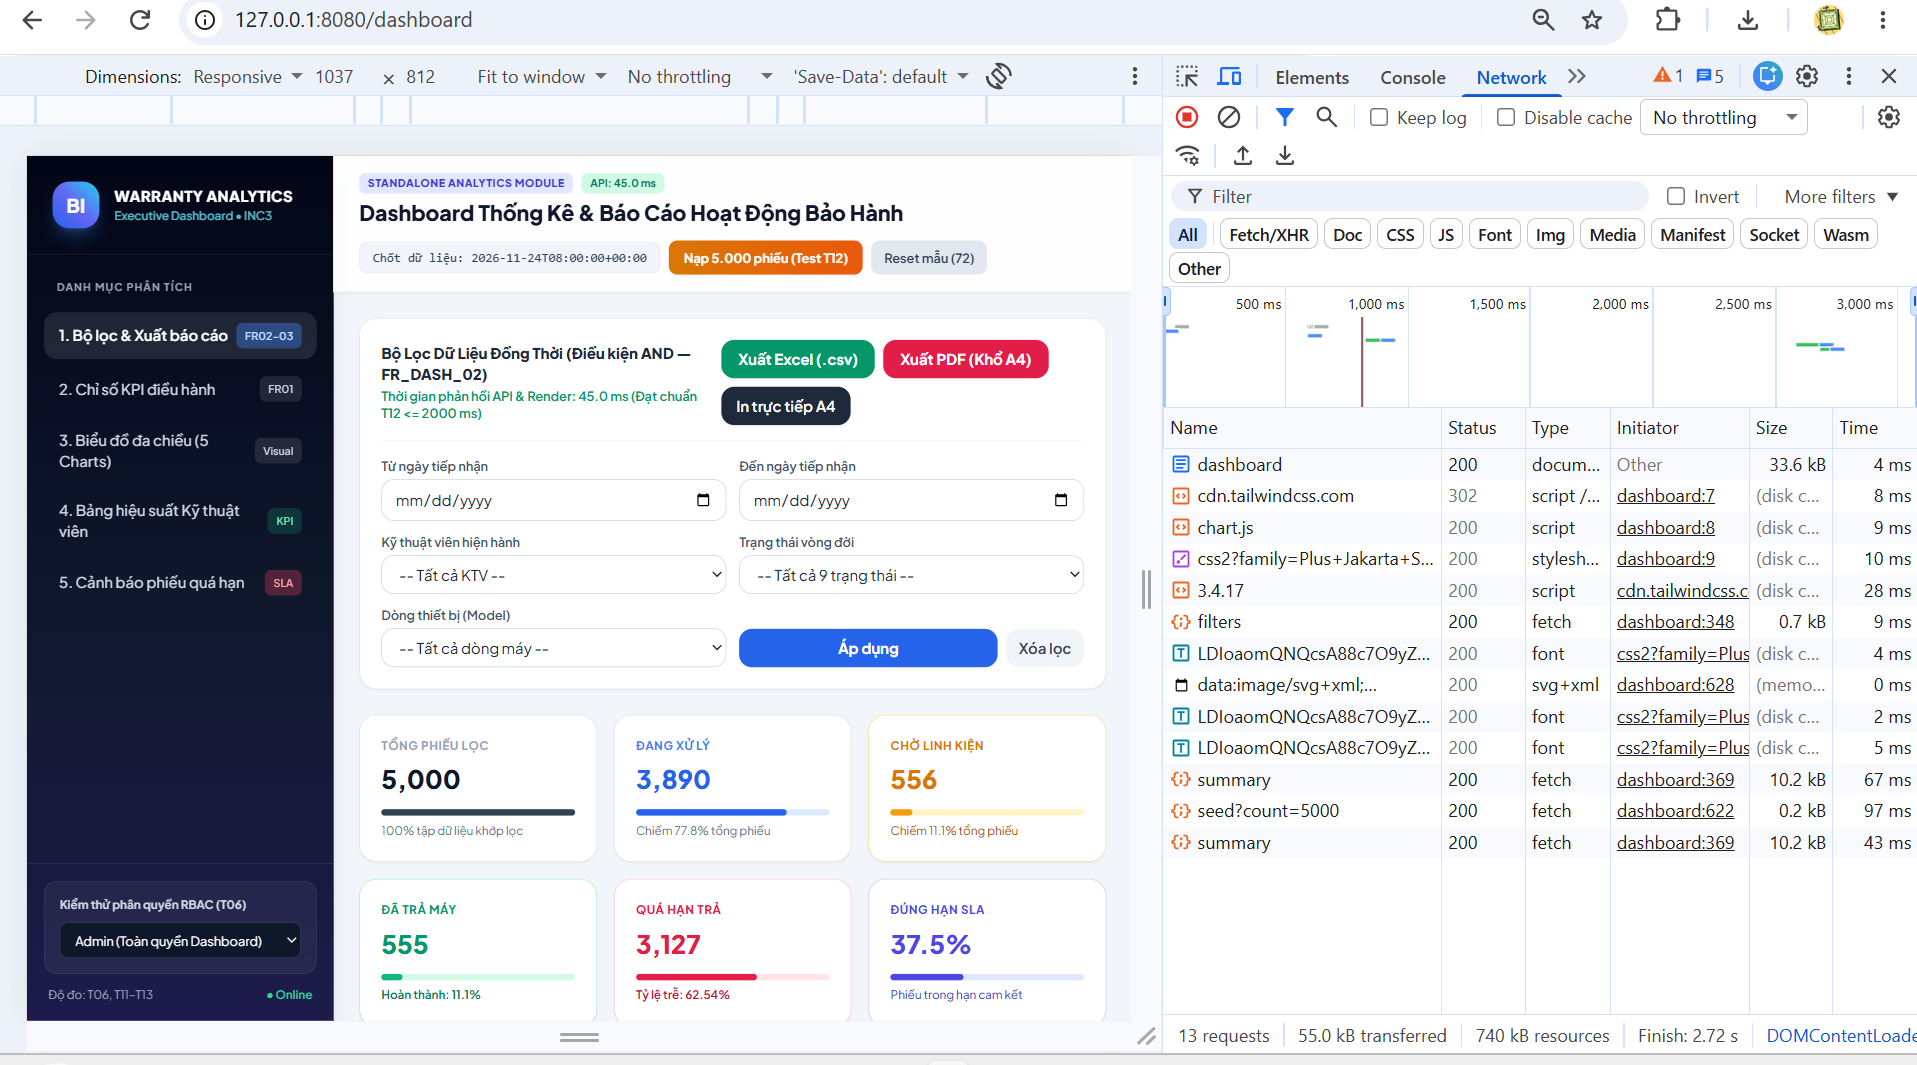 127.0.0.1:8080/dashboard
Dimensions: Responsive 1037 × 812 Fit to window No throttling 'Save-Data': default
Elements Console Network 1 5
Keep log Disable cache No throttling
Filter Invert More filters
All Fetch/XHR Doc CSS JS Font Img Media Manifest Socket Wasm
Other
500 ms 1,000 ms 1,500 ms 2,000 ms 2,500 ms 3,000 ms
Name Status Type Initiator Size Time
dashboard 200 docum... Other 33.6 kB 4 ms
cdn.tailwindcss.com 302 script /... dashboard:7 (disk c... 8 ms
chart.js 200 script dashboard:8 (disk c... 9 ms
css2?family=Plus+Jakarta+S... 200 stylesh... dashboard:9 (disk c... 10 ms
3.4.17 200 script cdn.tailwindcss.c (disk c... 28 ms
filters 200 fetch dashboard:348 0.7 kB 9 ms
LDIoaomQNQcsA88c7O9yZ... 200 font css2?family=Plus (disk c... 4 ms
data:image/svg+xml;... 200 svg+xml dashboard:628 (memo... 0 ms
LDIoaomQNQcsA88c7O9yZ... 200 font css2?family=Plus (disk c... 2 ms
LDIoaomQNQcsA88c7O9yZ... 200 font css2?family=Plus (disk c... 5 ms
summary 200 fetch dashboard:369 10.2 kB 67 ms
seed?count=5000 200 fetch dashboard:622 0.2 kB 97 ms
summary 200 fetch dashboard:369 10.2 kB 43 ms
13 requests 55.0 kB transferred 740 kB resources Finish: 2.72 s DOMContentLoade
BI
WARRANTY ANALYTICS
Executive Dashboard • INC3
DANH MỤC PHÂN TÍCH
1. Bộ lọc & Xuất báo cáo FR02-03
2. Chỉ số KPI điều hành FR01
3. Biểu đồ đa chiều (5
Charts) Visual
4. Bảng hiệu suất Kỹ thuật
viên KPI
5. Cảnh báo phiếu quá hạn SLA
Kiểm thử phân quyền RBAC (T06)
Admin (Toàn quyền Dashboard)
Độ đo: T06, T11-T13 • Online
STANDALONE ANALYTICS MODULE API: 45.0 ms
Dashboard Thống Kê & Báo Cáo Hoạt Động Bảo Hành
Chốt dữ liệu: 2026-11-24T08:00:00+00:00 Nạp 5.000 phiếu (Test T12) Reset mẫu (72)
Bộ Lọc Dữ Liệu Đồng Thời (Điều kiện AND —
FR_DASH_02)
Thời gian phản hồi API & Render: 45.0 ms (Đạt chuẩn
T12 <= 2000 ms)
Xuất Excel (.csv) Xuất PDF (Khổ A4)
In trực tiếp A4
Từ ngày tiếp nhận Đến ngày tiếp nhận
mm/dd/yyyy mm/dd/yyyy
Kỹ thuật viên hiện hành Trạng thái vòng đời
-- Tất cả KTV -- -- Tất cả 9 trạng thái --
Dòng thiết bị (Model)
-- Tất cả dòng máy -- Áp dụng Xóa lọc
TỔNG PHIẾU LỌC
5,000
100% tập dữ liệu khớp lọc
ĐANG XỬ LÝ
3,890
Chiếm 77.8% tổng phiếu
CHỜ LINH KIỆN
556
Chiếm 11.1% tổng phiếu
ĐÃ TRẢ MÁY
555
Hoàn thành: 11.1%
QUÁ HẠN TRẢ
3,127
Tỷ lệ trễ: 62.54%
ĐÚNG HẠN SLA
37.5%
Phiếu trong hạn cam kết